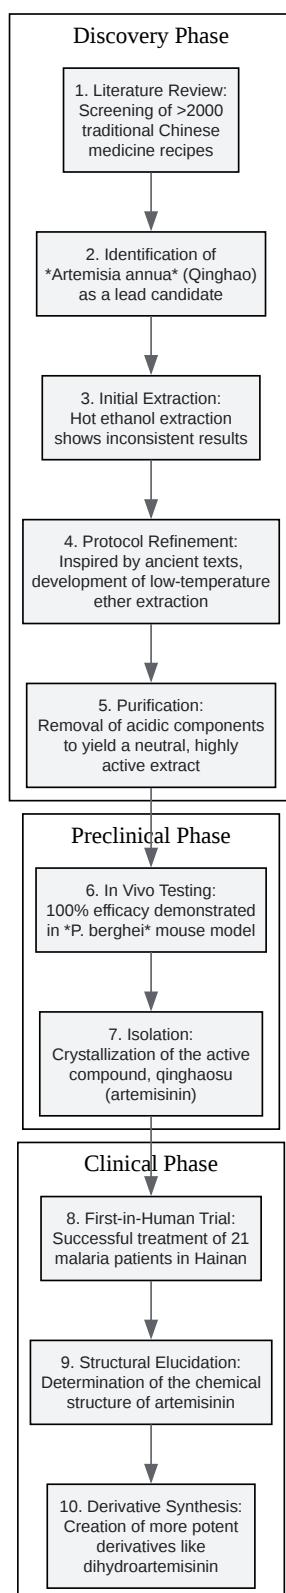 Discovery Phase
1. Literature Review:
Screening of >2000
traditional Chinese
medicine recipes
2. Identification of
*Artemisia annua* (Qinghao)
as a lead candidate
3. Initial Extraction:
Hot ethanol extraction
shows inconsistent results
4. Protocol Refinement:
Inspired by ancient texts,
development of low-temperature
ether extraction
5. Purification:
Removal of acidic components
to yield a neutral, highly
active extract
Preclinical Phase
6. In Vivo Testing:
100% efficacy demonstrated
in *P. berghei* mouse model
7. Isolation:
Crystallization of the active
compound, qinghaosu
(artemisinin)
Clinical Phase
8. First-in-Human Trial:
Successful treatment of 21
malaria patients in Hainan
9. Structural Elucidation:
Determination of the chemical
structure of artemisinin
10. Derivative Synthesis:
Creation of more potent
derivatives like
dihydroartemisinin